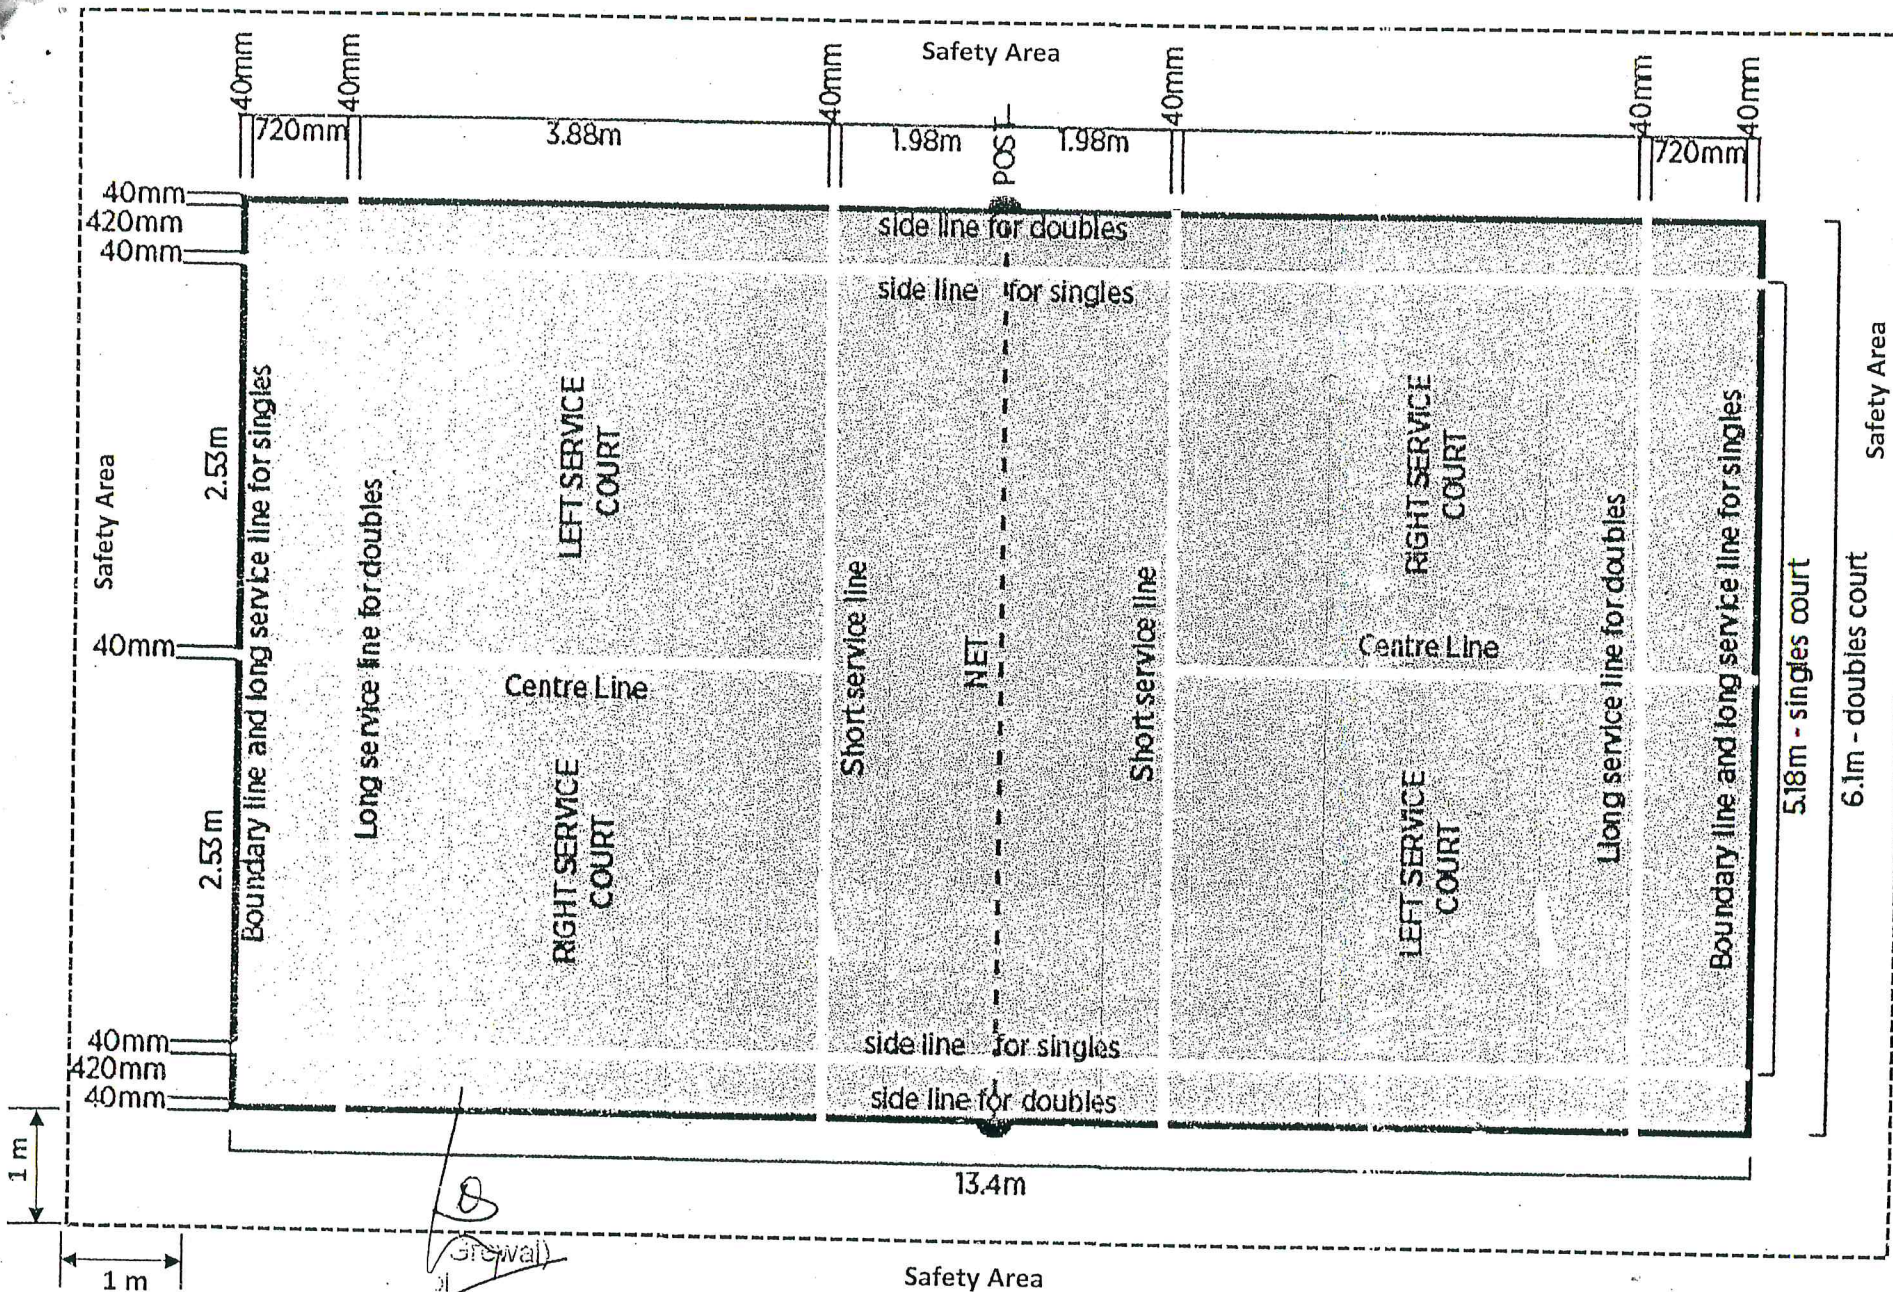 Safety Area
40mm
40mm
40mm
40mm
40mm
40mm
720mm
3.88m
1.98m
POS
1.98m
720mm
40mm
420mm
40mm
side line for doubles
side line for singles
Safety Area
2.53m
Boundary line and long service line for singles
Long service line for doubles
LEFT SERVICE
COURT
Short service line
NET
Short service line
RIGHT SERVICE
COURT
Long service line for doubles
Boundary line and long service line for singles
5.18m - singles court
6.1m - doubles court
Safety Area
40mm
Centre Line
Centre Line
2.53m
RIGHT SERVICE
COURT
LEFT SERVICE
COURT
40mm
420mm
40mm
side line for singles
side line for doubles
1 m
13.4m
Grewal)
1 m
Safety Area